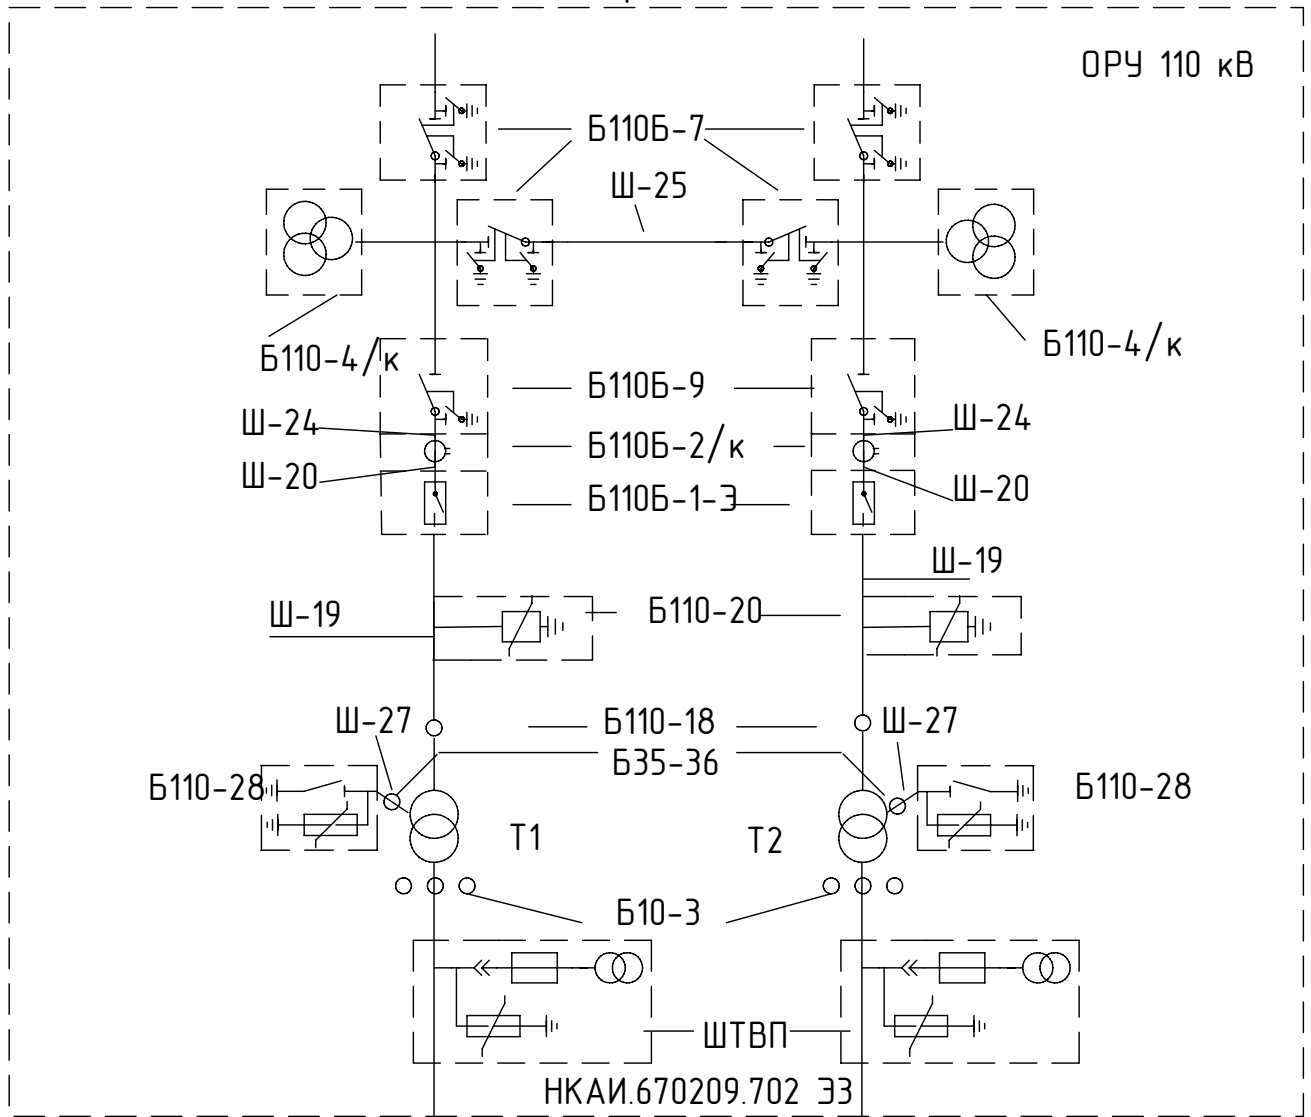 ОРУ 110 кВ
Б110Б-7
Ш-25
Б110-4/к
Б110-4/к
Б110Б-9
Ш-24
Б110Б-2/к
Ш-24
Ш-20
Б110Б-1-Э
Ш-20
Ш-19
Ш-19
Б110-20
Ш-27
Б110-18
Ш-27
Б35-36
Б110-28
Б110-28
Т1
Т2
Б10-3
ШТВП
НКАИ.670209.702 ЭЗ